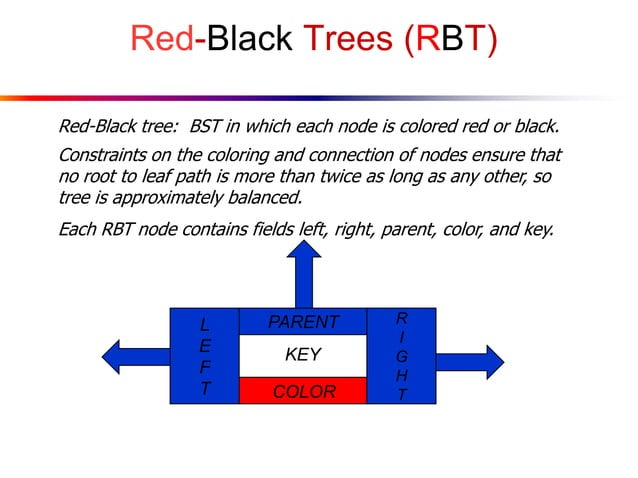 Red-Black Trees (RBT)
Red-Black tree: BST in which each node is colored red or black.
Constraints on the coloring and connection of nodes ensure that
no root to leaf path is more than twice as long as any other, so
tree is approximately balanced.
Each RBT node contains fields left, right, parent, color, and key.
LEFT
PARENT
KEY
COLOR
RIGHT